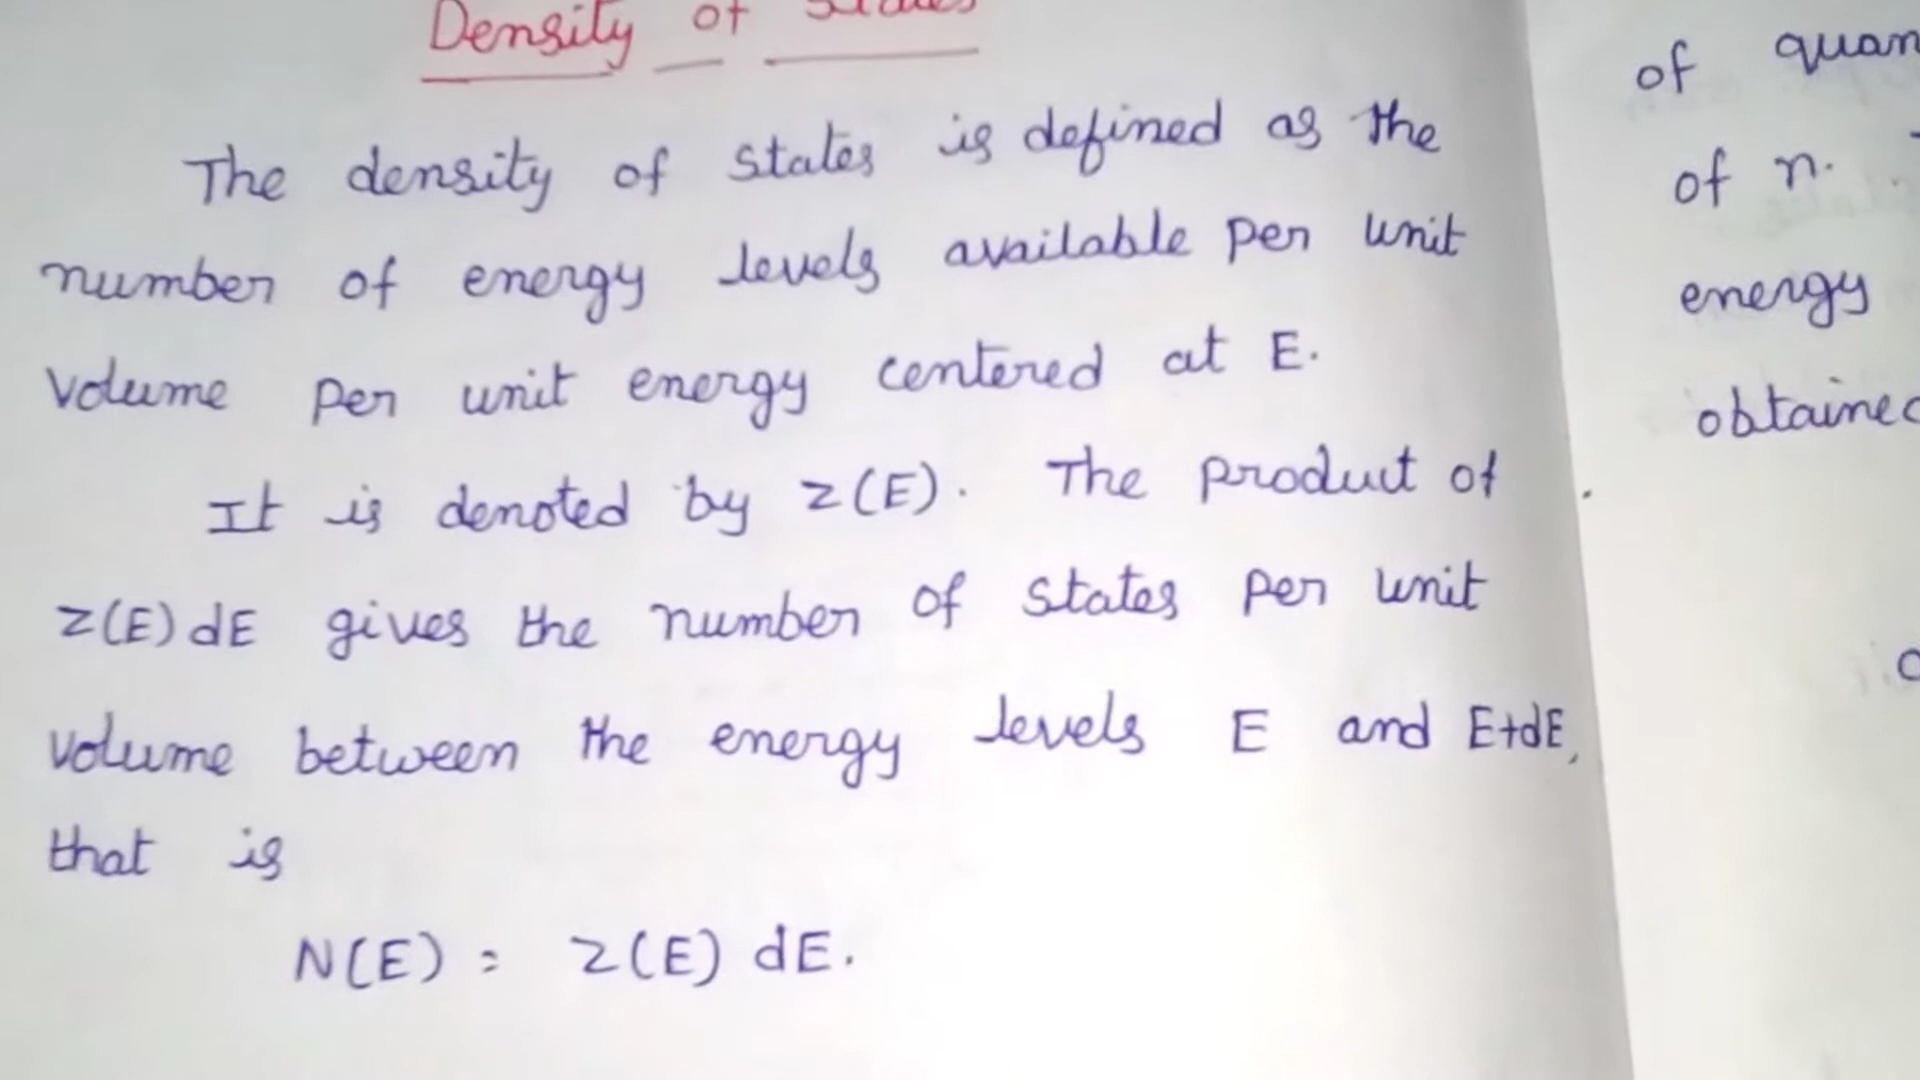 Density of States
The density of states is defined as the
number of energy levels available per unit
volume per unit energy centered at E.
It is denoted by Z(E). The product of
Z(E) dE gives the number of states per unit
volume between the energy levels E and E+dE,
that is
N(E) = Z(E) dE.
of
of n.
energy